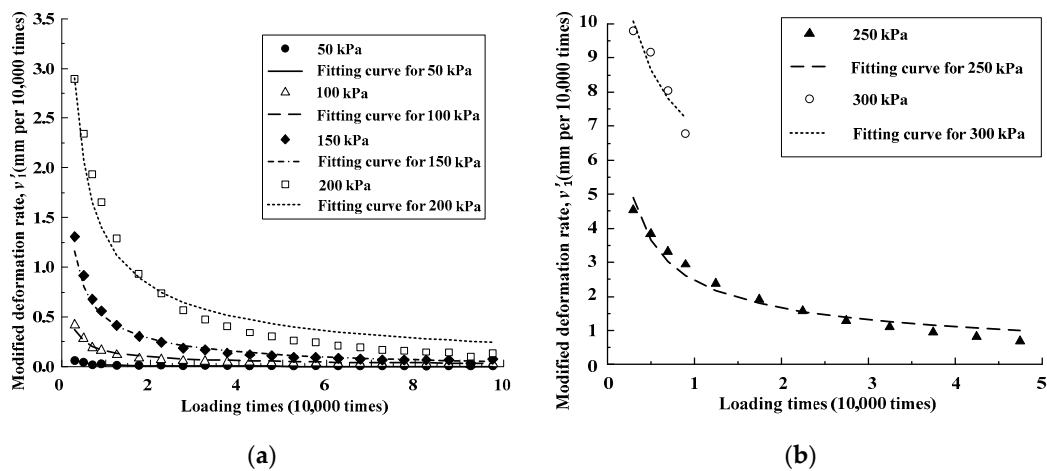 Modified deformation rate, v′i (mm per 10,000 times)
3.5
3.0
2.5
2.0
1.5
1.0
0.5
0.0
50 kPa
Fitting curve for 50 kPa
100 kPa
Fitting curve for 100 kPa
150 kPa
Fitting curve for 150 kPa
200 kPa
Fitting curve for 200 kPa
0 2 4 6 8 10
Loading times (10,000 times)
(a)
Modified deformation rate, v′i (mm per 10,000 times)
10
9
8
7
6
5
4
3
2
1
0
250 kPa
Fitting curve for 250 kPa
300 kPa
Fitting curve for 300 kPa
0 1 2 3 4 5
Loading times (10,000 times)
(b)